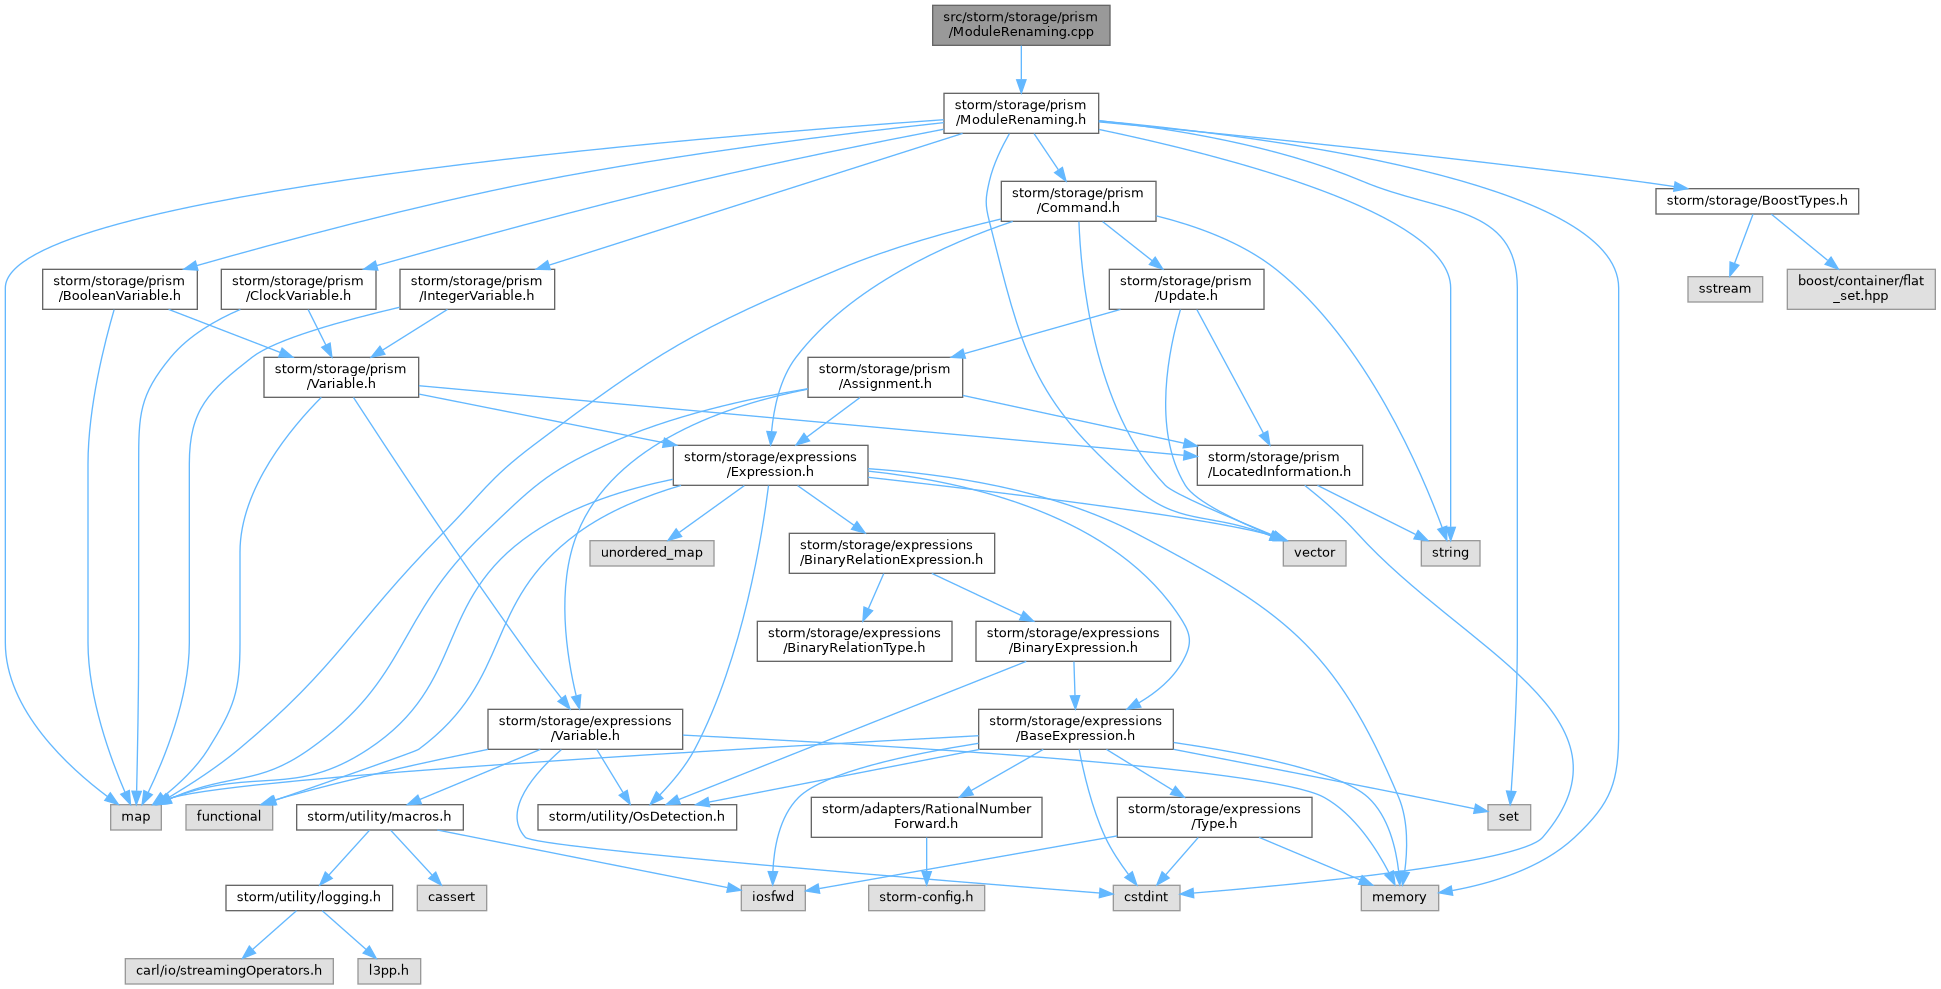 src/storm/storage/prism
/ModuleRenaming.cpp
storm/storage/prism
/ModuleRenaming.h
storm/storage/prism
/Command.h
storm/storage/BoostTypes.h
storm/storage/prism
/BooleanVariable.h
storm/storage/prism
/ClockVariable.h
storm/storage/prism
/IntegerVariable.h
storm/storage/prism
/Update.h
sstream
boost/container/flat
_set.hpp
storm/storage/prism
/Variable.h
storm/storage/prism
/Assignment.h
storm/storage/expressions
/Expression.h
storm/storage/prism
/LocatedInformation.h
unordered_map
storm/storage/expressions
/BinaryRelationExpression.h
vector
string
storm/storage/expressions
/BinaryRelationType.h
storm/storage/expressions
/BinaryExpression.h
storm/storage/expressions
/Variable.h
storm/storage/expressions
/BaseExpression.h
map
functional
storm/utility/macros.h
storm/utility/OsDetection.h
storm/adapters/RationalNumber
Forward.h
storm/storage/expressions
/Type.h
set
storm/utility/logging.h
cassert
iosfwd
storm-config.h
cstdint
memory
carl/io/streamingOperators.h
l3pp.h